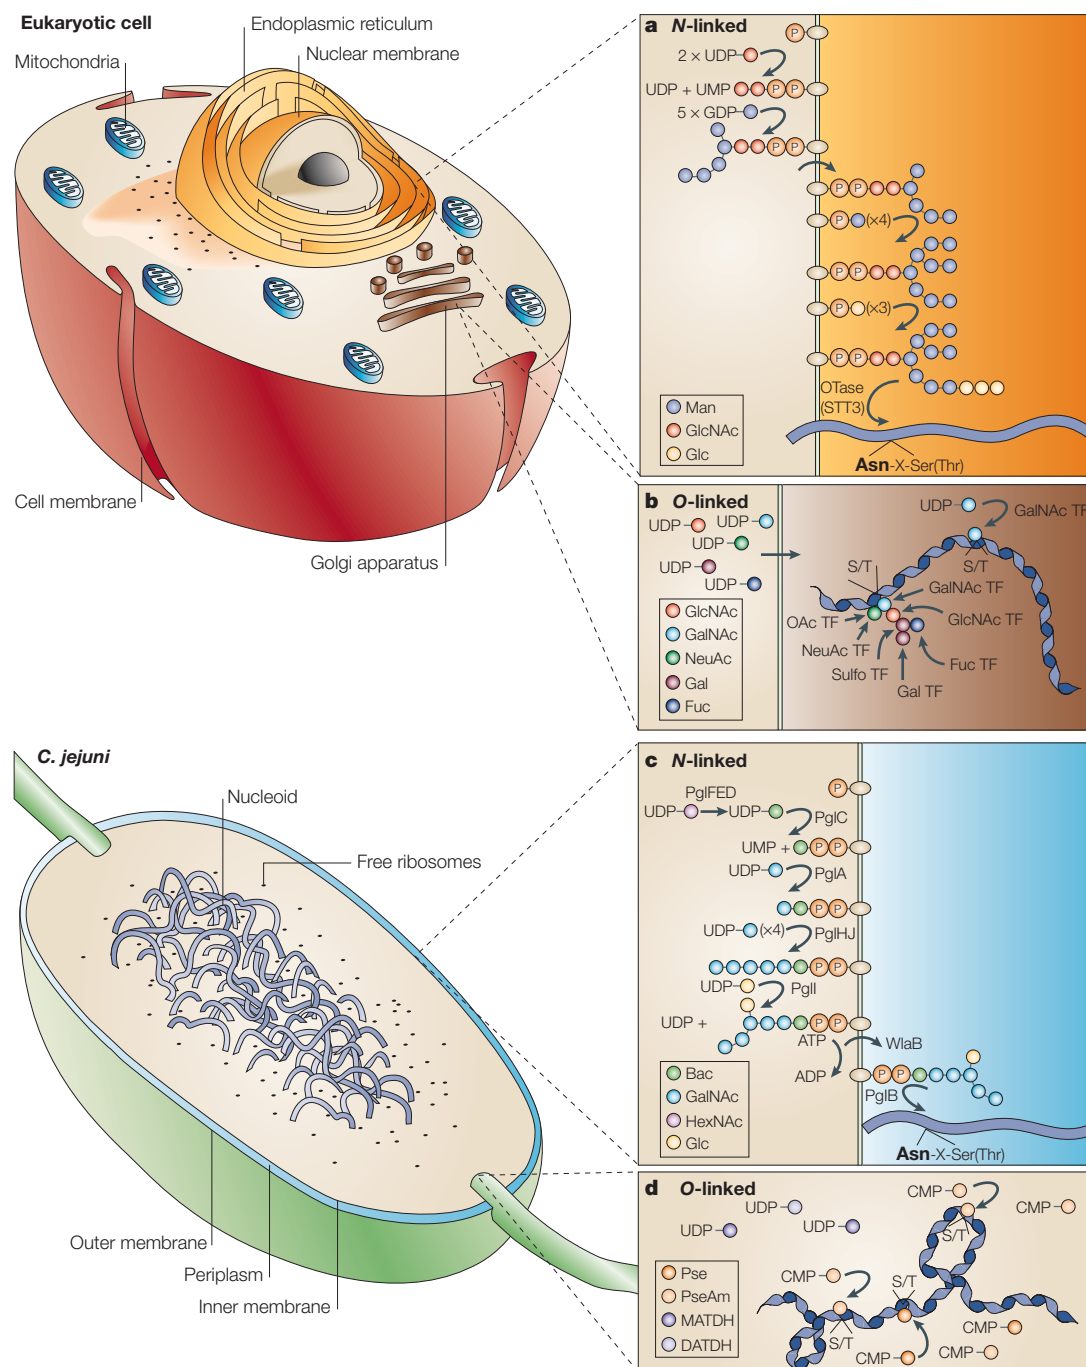 Eukaryotic cell
Endoplasmic reticulum
Nuclear membrane
Mitochondria
Cell membrane
Golgi apparatus
a N-linked
P
2 × UDP
UDP + UMP P P
5 × GDP
P P
P P
P (×4)
P P
P (×3)
P P
OTase
(STT3)
Man
GlcNAc
Glc
Asn-X-Ser(Thr)
b O-linked
UDP
UDP
UDP
UDP
UDP
UDP
GalNAc TF
S/T
S/T
GalNAc TF
GlcNAc TF
OAc TF
NeuAc TF
Sulfo TF
Fuc TF
Gal TF
GlcNAc
GalNAc
NeuAc
Gal
Fuc
C. jejuni
Nucleoid
Free ribosomes
Outer membrane
Periplasm
Inner membrane
c N-linked
P
PglFED
UDP UDP
PglC
UMP + P P
UDP PglA
P P
UDP (×4) PglHJ
P P
UDP PglI
UDP + P P
ATP
WlaB
ADP
P P
PglB
Bac
GalNAc
HexNAc
Glc
Asn-X-Ser(Thr)
d O-linked
CMP
CMP
UDP
UDP
UDP
S/T
Pse
PseAm
MATDH
DATDH
CMP
S/T
S/T
CMP
CMP
CMP